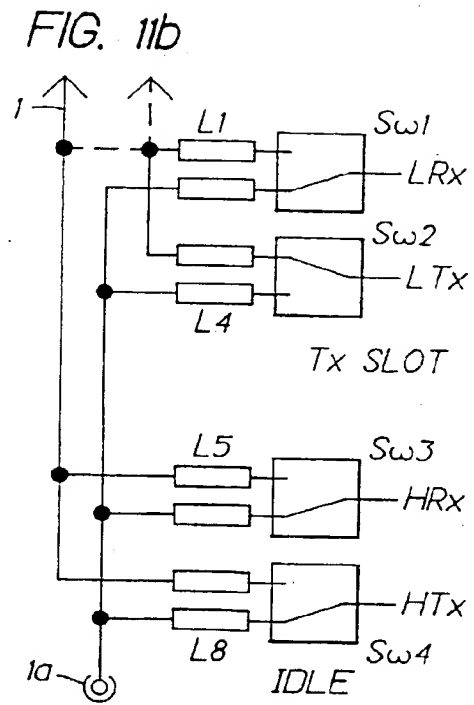 FIG. 11b
1
L1
Sw1
LRx
Sw2
LTx
L4
Tx SLOT
L5
Sw3
HRx
HTx
L8
Sw4
1a
IDLE